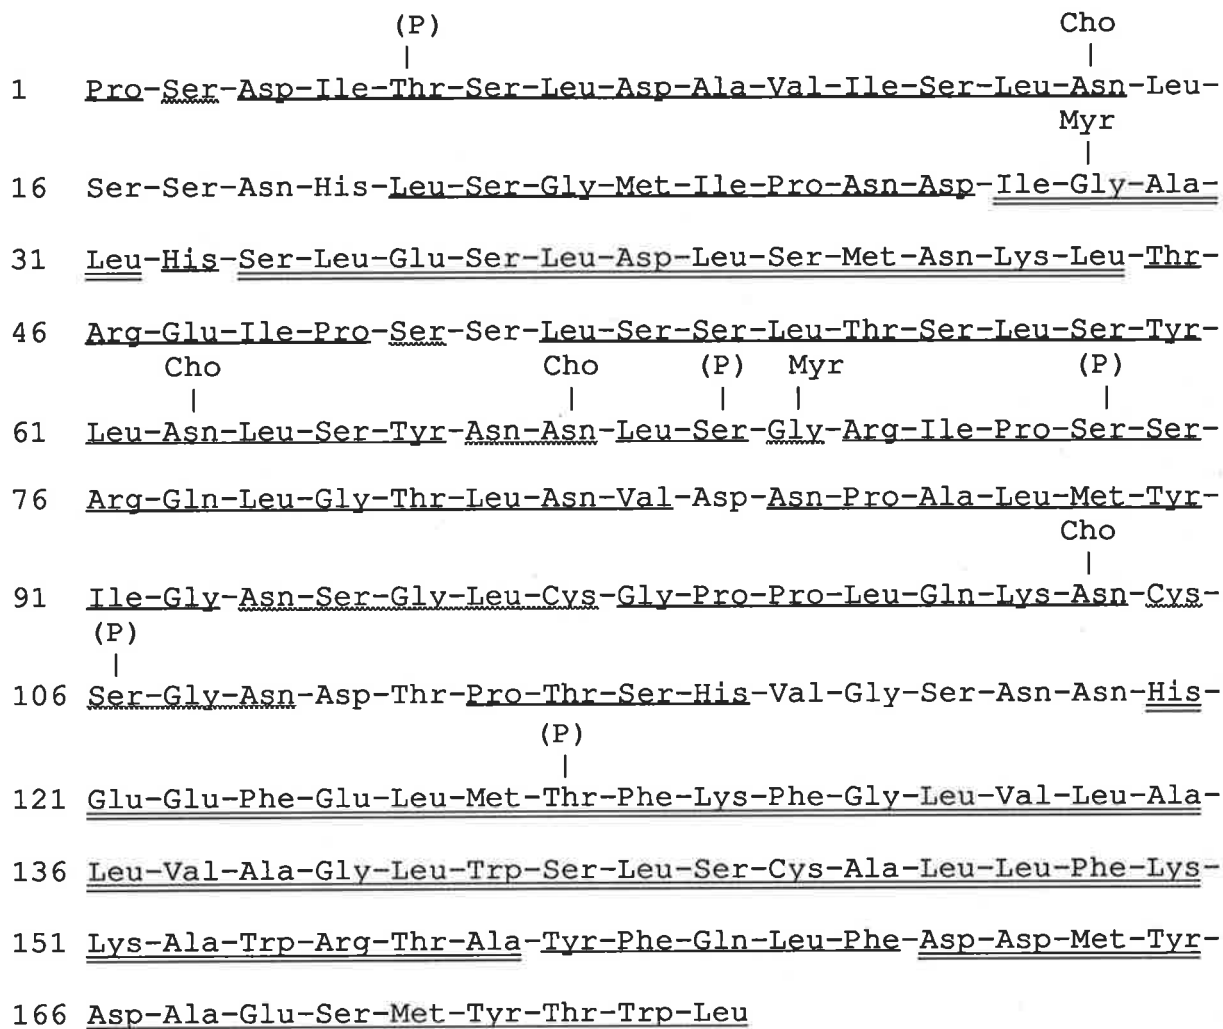 (P) Cho
1 Pro-Ser-Asp-Ile-Thr-Ser-Leu-Asp-Ala-Val-Ile-Ser-Leu-Asn-Leu-
Myr
16 Ser-Ser-Asn-His-Leu-Ser-Gly-Met-Ile-Pro-Asn-Asp-Ile-Gly-Ala-
31 Leu-His-Ser-Leu-Glu-Ser-Leu-Asp-Leu-Ser-Met-Asn-Lys-Leu-Thr-
46 Arg-Glu-Ile-Pro-Ser-Ser-Leu-Ser-Ser-Leu-Thr-Ser-Leu-Ser-Tyr-
Cho Cho (P) Myr (P)
61 Leu-Asn-Leu-Ser-Tyr-Asn-Asn-Leu-Ser-Gly-Arg-Ile-Pro-Ser-Ser-
76 Arg-Gln-Leu-Gly-Thr-Leu-Asn-Val-Asp-Asn-Pro-Ala-Leu-Met-Tyr-
Cho
91 Ile-Gly-Asn-Ser-Gly-Leu-Cys-Gly-Pro-Pro-Leu-Gln-Lys-Asn-Cys-
(P)
106 Ser-Gly-Asn-Asp-Thr-Pro-Thr-Ser-His-Val-Gly-Ser-Asn-Asn-His-
(P)
121 Glu-Glu-Phe-Glu-Leu-Met-Thr-Phe-Lys-Phe-Gly-Leu-Val-Leu-Ala-
136 Leu-Val-Ala-Gly-Leu-Trp-Ser-Leu-Ser-Cys-Ala-Leu-Leu-Phe-Lys-
151 Lys-Ala-Trp-Arg-Thr-Ala-Tyr-Phe-Gln-Leu-Phe-Asp-Asp-Met-Tyr-
166 Asp-Ala-Glu-Ser-Met-Tyr-Thr-Trp-Leu